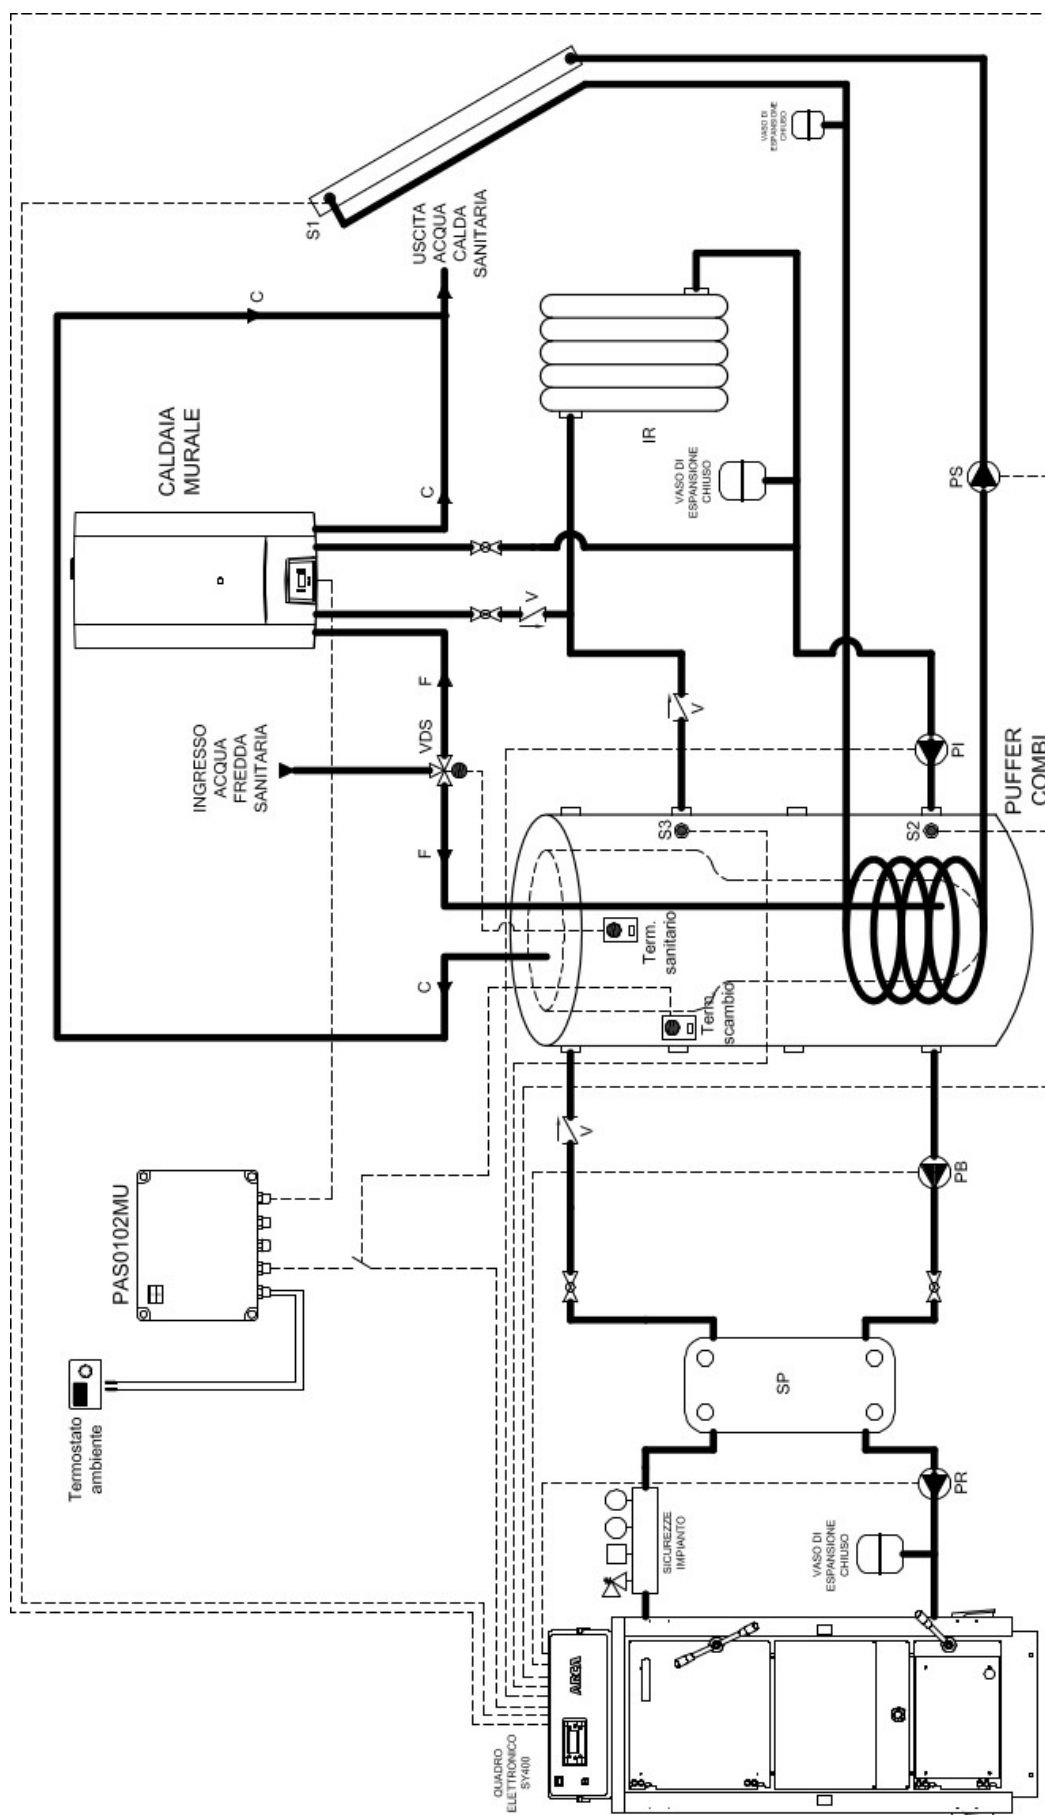 S1
USCITA
ACQUA
CALDA
SANITARIA
VASO DI
ESPANSIONE
CHIUSO
C
CALDAIA
MURALE
C
IR
VASO DI
ESPANSIONE
CHIUSO
PS
V
F
VDS
INGRESSO
ACQUA
FREDDA
SANITARIA
V
PI
PUFFER
COMBI
F
S3
S2
Term.
sanitario
C
Term.
scambio
V
PB
PAS0102MU
Termostato
ambiente
SP
PR
SICUREZZE
IMPIANTO
VASO DI
ESPANSIONE
CHIUSO
ARCA
QUADRO
ELETTRONICO
SY400